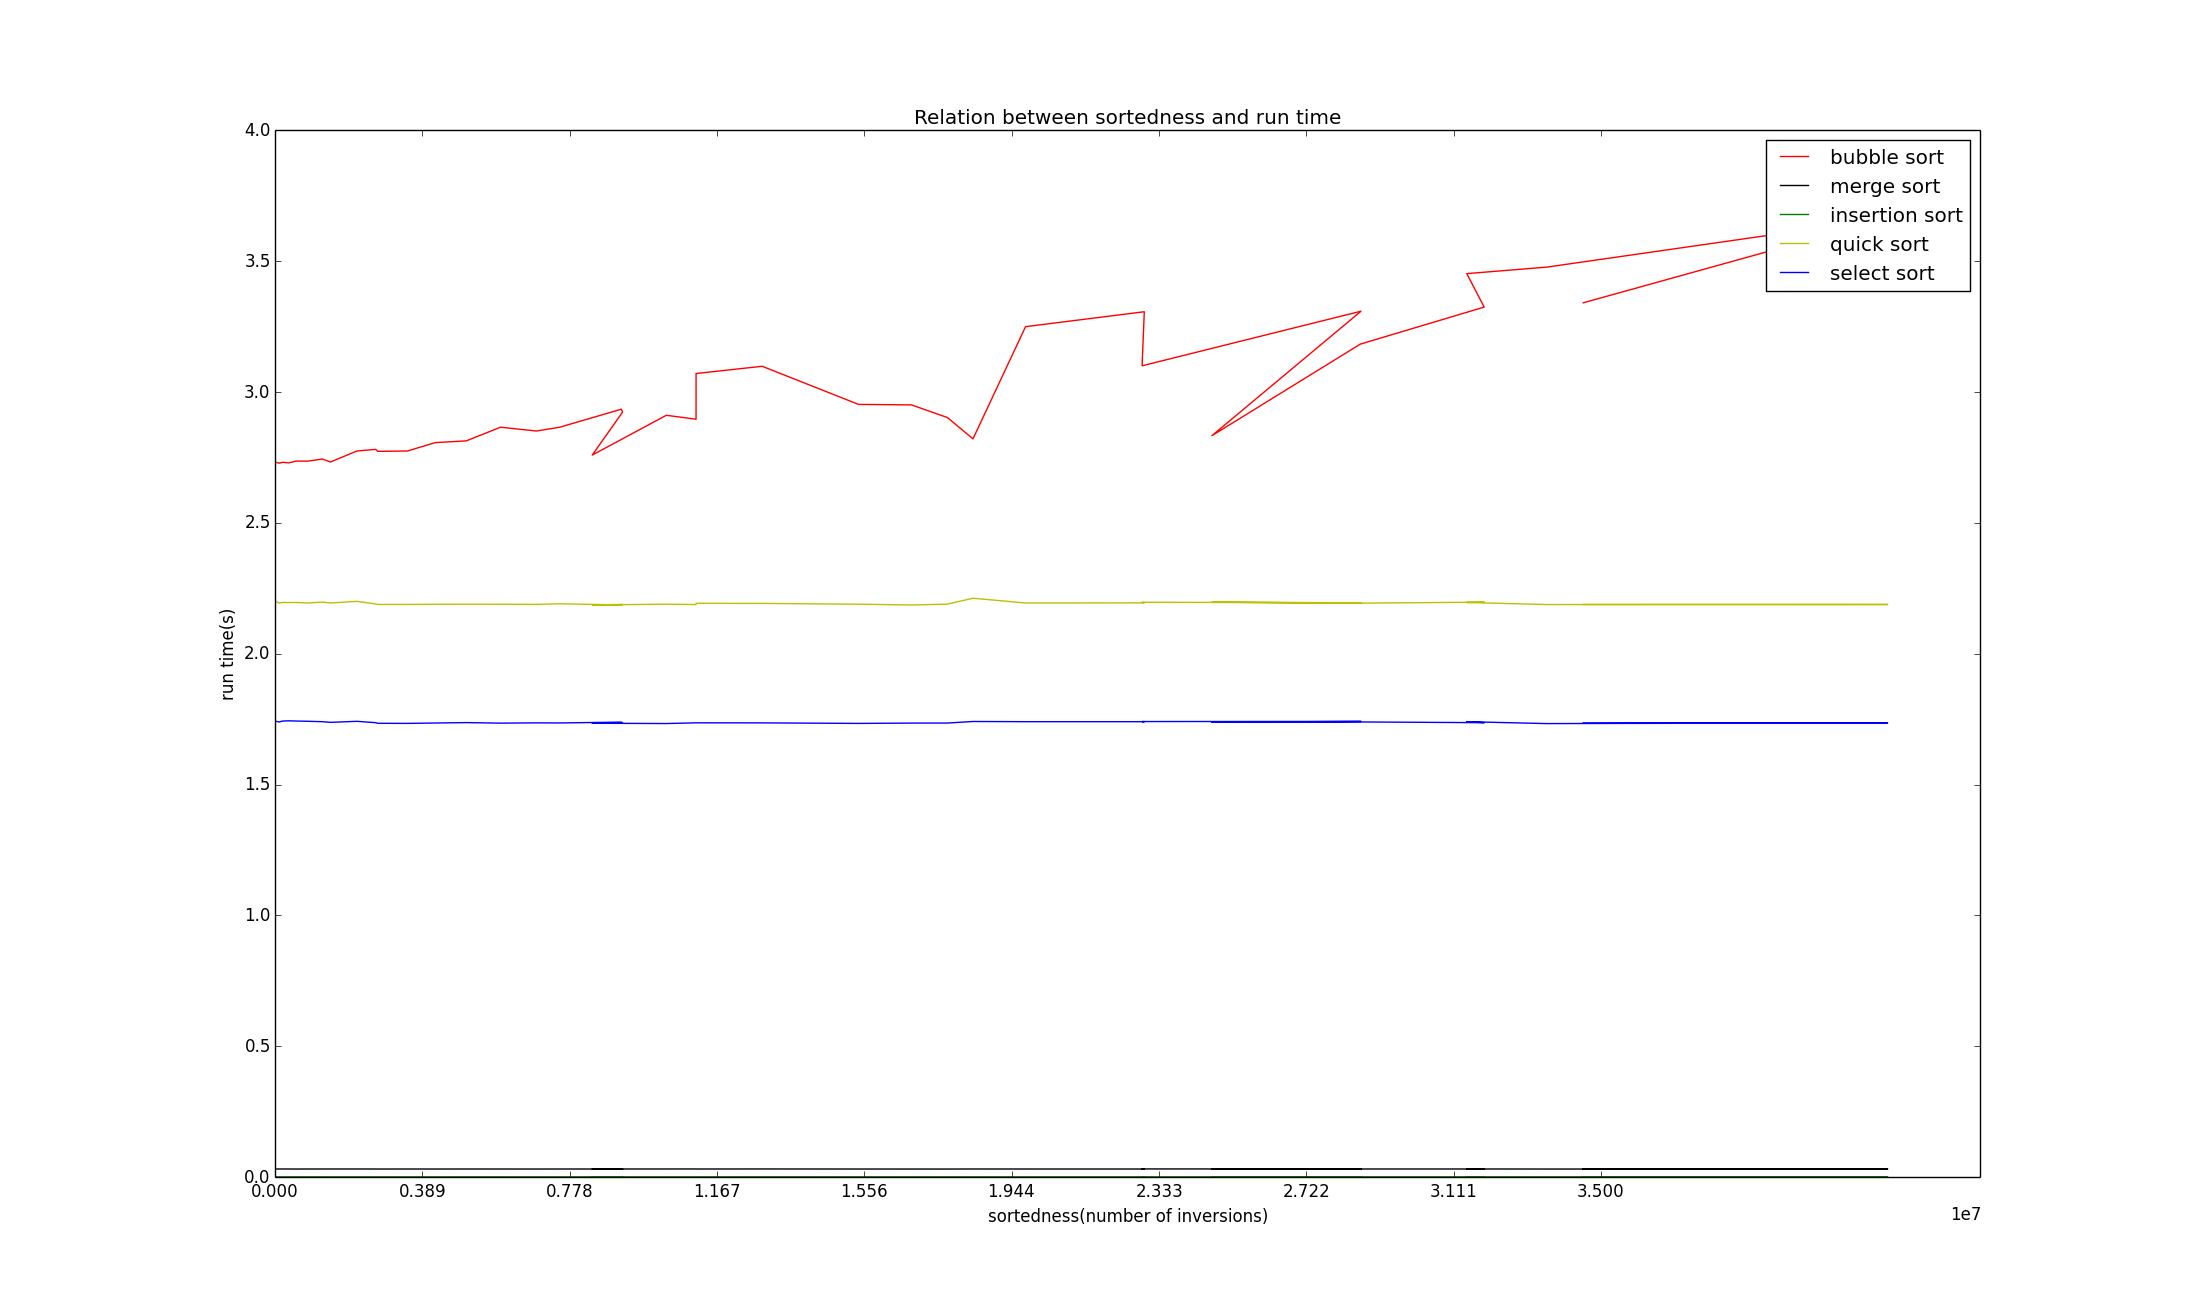 Relation between sortedness and run time
4.0
3.5
3.0
2.5
2.0
1.5
1.0
0.5
0.0
run time(s)
bubble sort
merge sort
insertion sort
quick sort
select sort
0.000 0.389 0.778 1.167 1.556 1.944 2.333 2.722 3.111 3.500
1e7
sortedness(number of inversions)